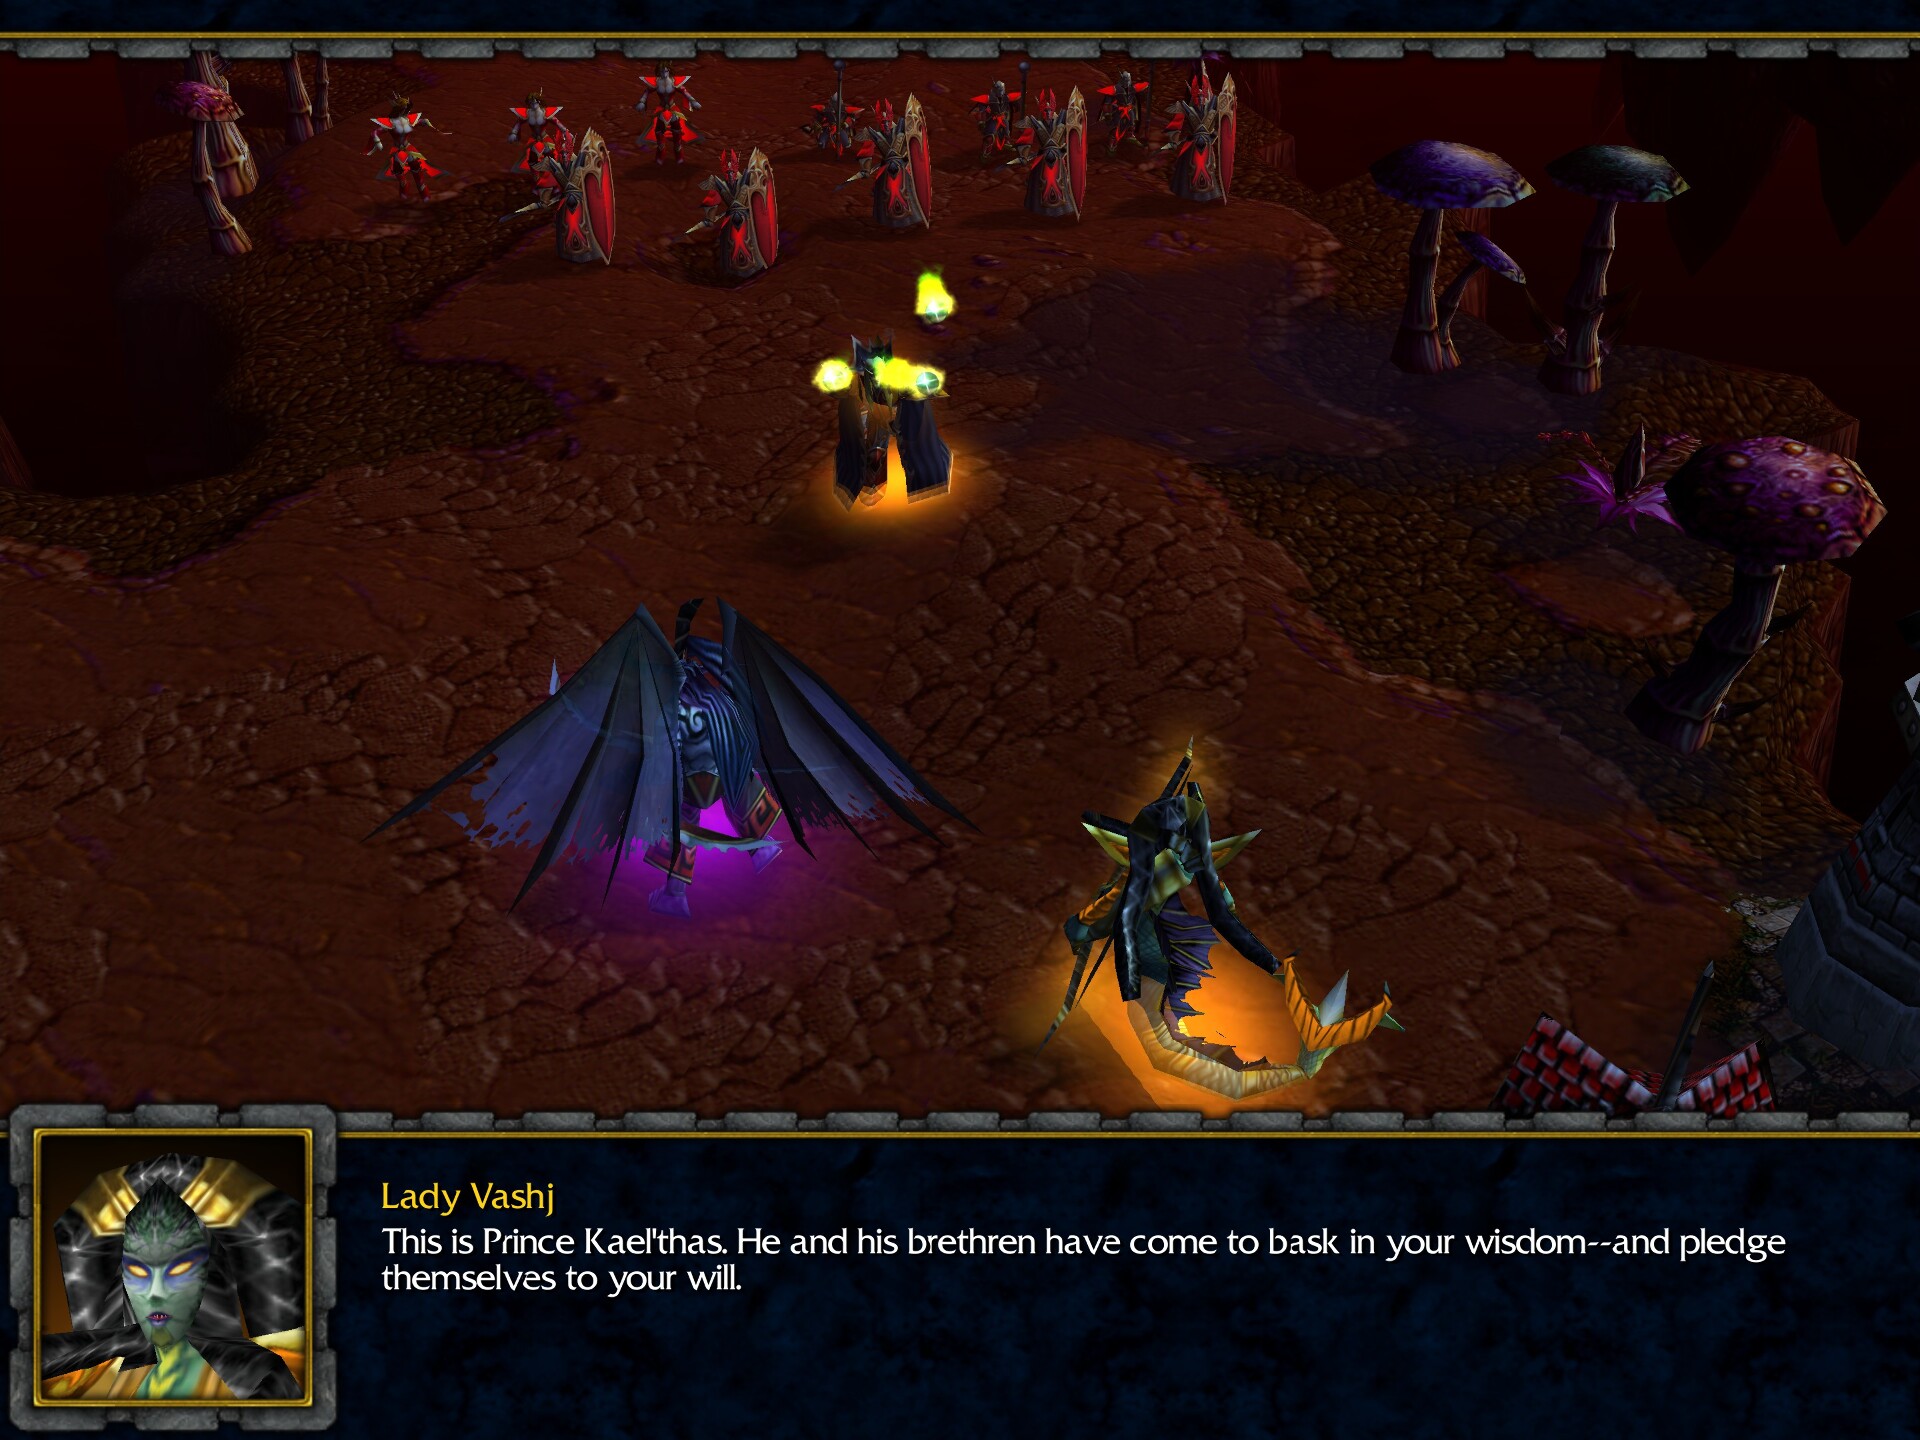 Lady Vashj
This is Prince Kael'thas. He and his brethren have come to bask in your wisdom--and pledge
themselves to your will.